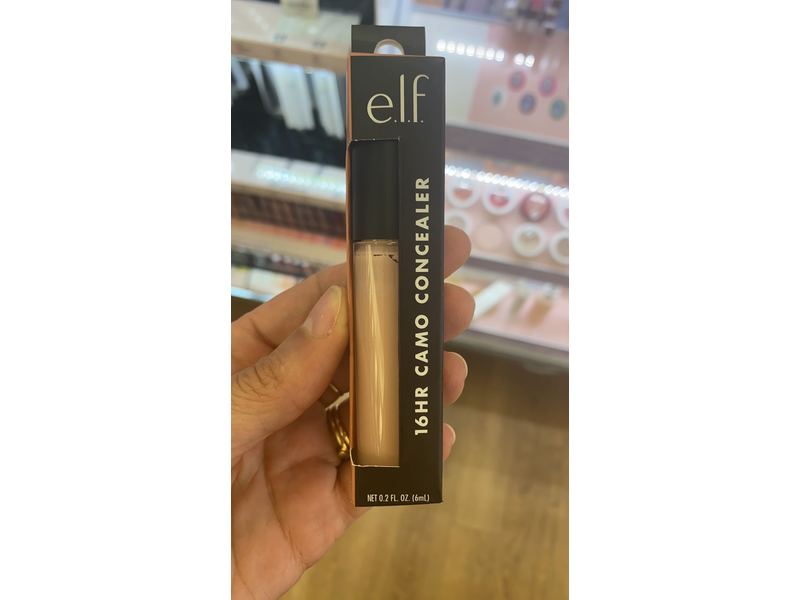 e.l.f.
16HR CAMO CONCEALER
NET 0.2 FL. OZ. (6mL)